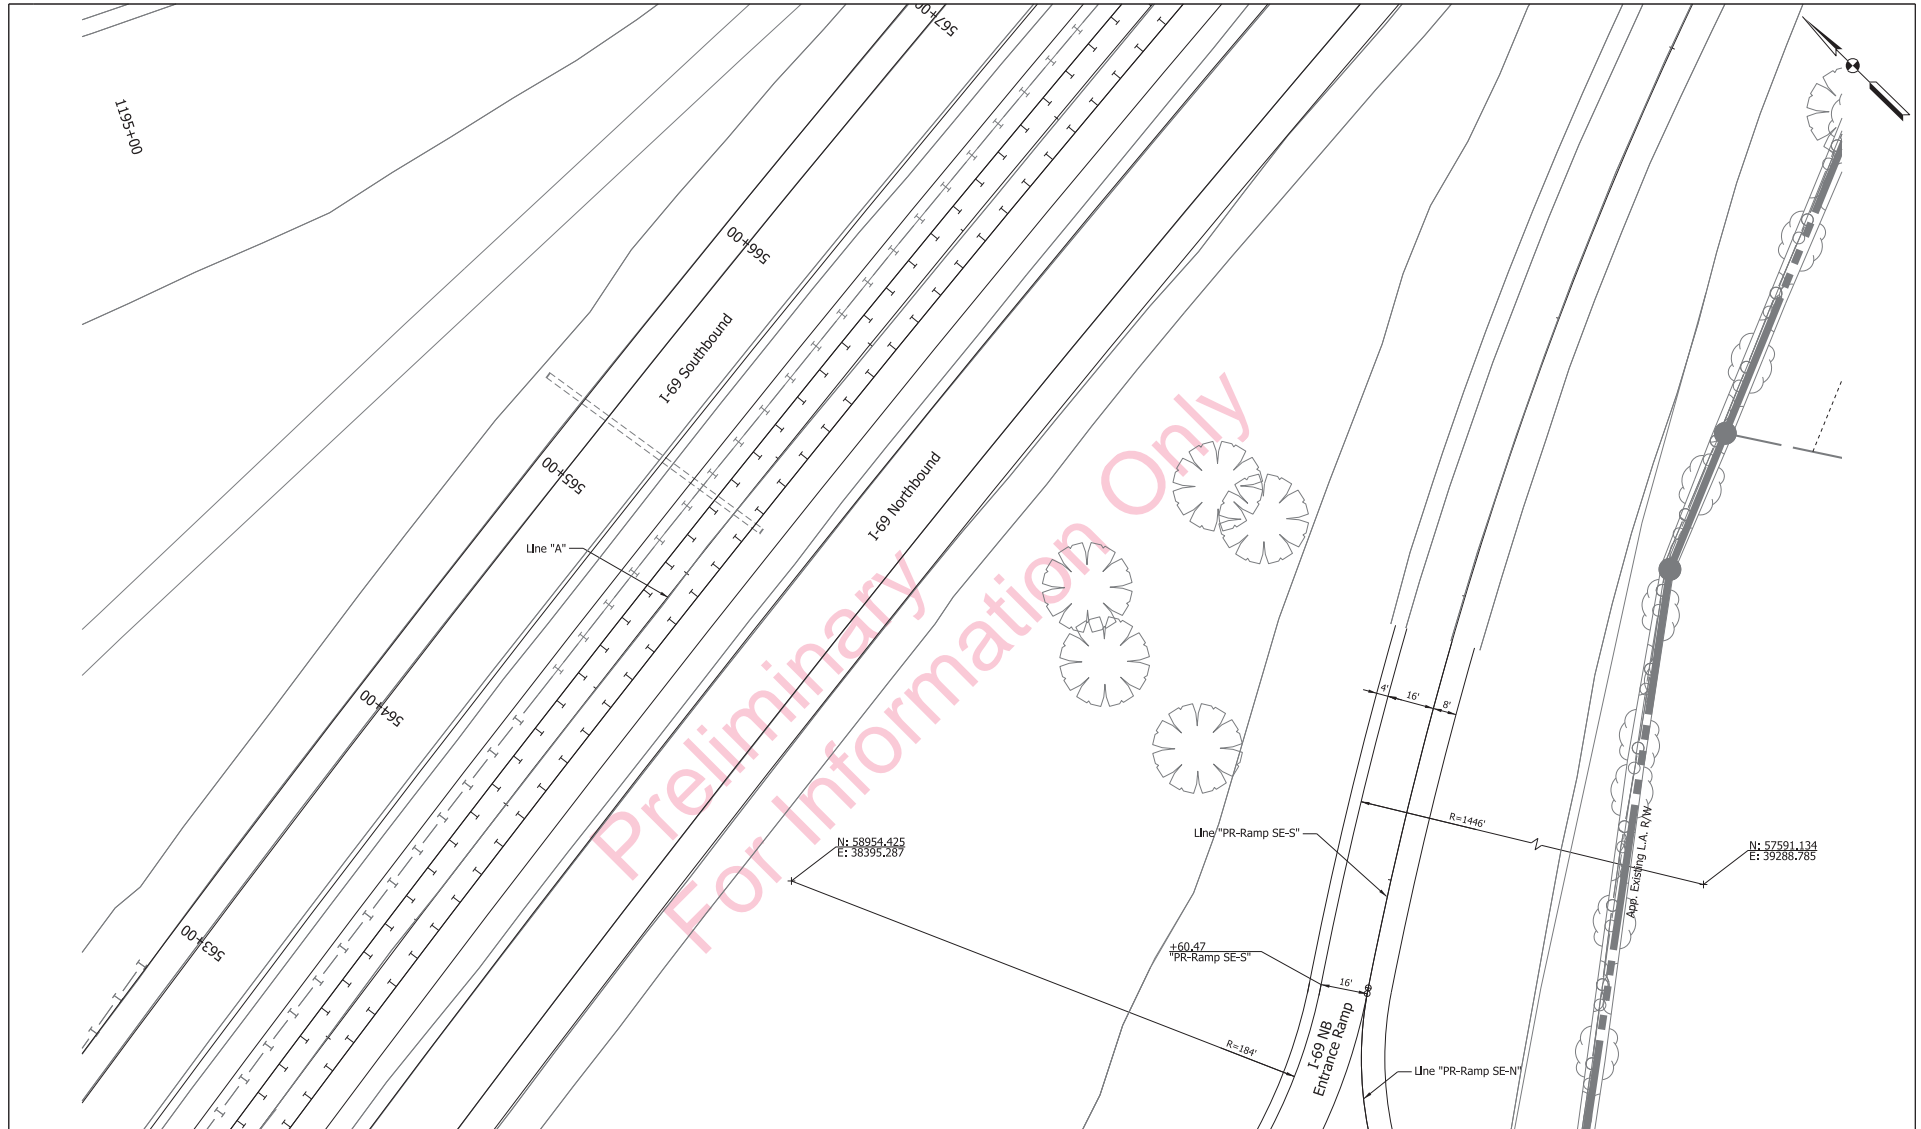 567+00
1195+00
566+00
I-69 Southbound
565+00
I-69 Northbound
Line "A"
Preliminary
For Information Only
564+00
4'
16'
8'
R=1446'
Line "PR-Ramp SE-S"
N: 58954.425
E: 38395.287
N: 57591.134
E: 39288.785
App. Existing L.A. R/W
563+00
+60.47
"PR-Ramp SE-S"
16'
R=184'
I-69 NB
Entrance Ramp
Line "PR-Ramp SE-N"